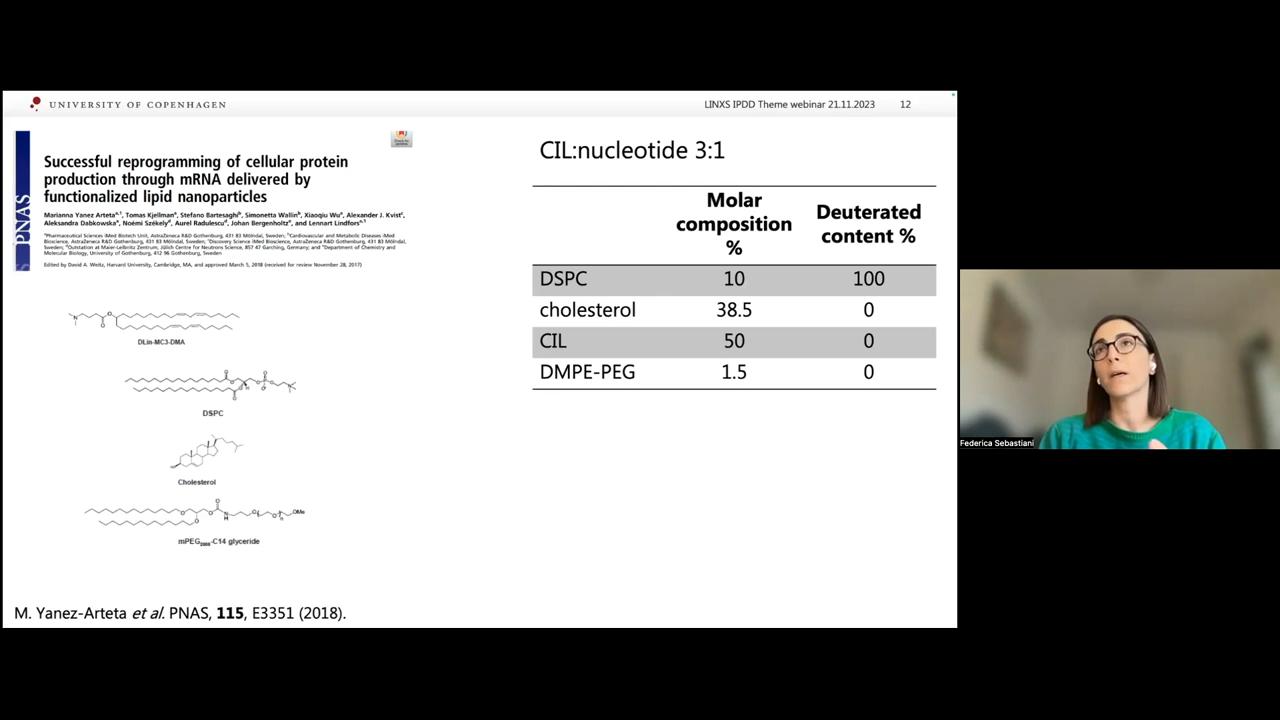 UNIVERSITY OF COPENHAGEN
LINXS IPDD Theme webinar 21.11.2023 12
PNAS
Successful reprogramming of cellular protein
production through mRNA delivered by
functionalized lipid nanoparticles
Marianna Yanez Arteta, Tomas Kjellman, Stefano Bartesaghi, Simonetta Wallin, Xiaoqiu Wu, Alexander J. Kvist,
Aleksandra Dabkowska, Noémi Székely, Aurel Radulescu, Johan Bergenholtz, and Lennart Lindfors
Pharmaceutical Sciences iMed Biotech Unit, AstraZeneca R&D Gothenburg, 431 83 Mölndal, Sweden; Cardiovascular and Metabolic Diseases iMed
Bioscience, AstraZeneca R&D Gothenburg, 431 83 Mölndal, Sweden; Discovery Science iMed Bioscience, AstraZeneca R&D Gothenburg, 431 83 Mölndal,
Sweden; Outstation at Maier-Leibnitz Zentrum, Jülich Centre for Neutrons Science, 857 47 Garching, Germany; and Department of Chemistry and
Molecular Biology, University of Gothenburg, 412 96 Gothenburg, Sweden
Edited by David A. Weitz, Harvard University, Cambridge, MA, and approved March 5, 2018 (received for review November 28, 2017)
DLin-MC3-DMA
DSPC
Cholesterol
OMe
mPEG2000-C14 glyceride
M. Yanez-Arteta et al. PNAS, 115, E3351 (2018).
CIL:nucleotide 3:1
Molar composition % Deuterated content %
DSPC 10 100
cholesterol 38.5 0
CIL 50 0
DMPE-PEG 1.5 0
Federica Sebastiani